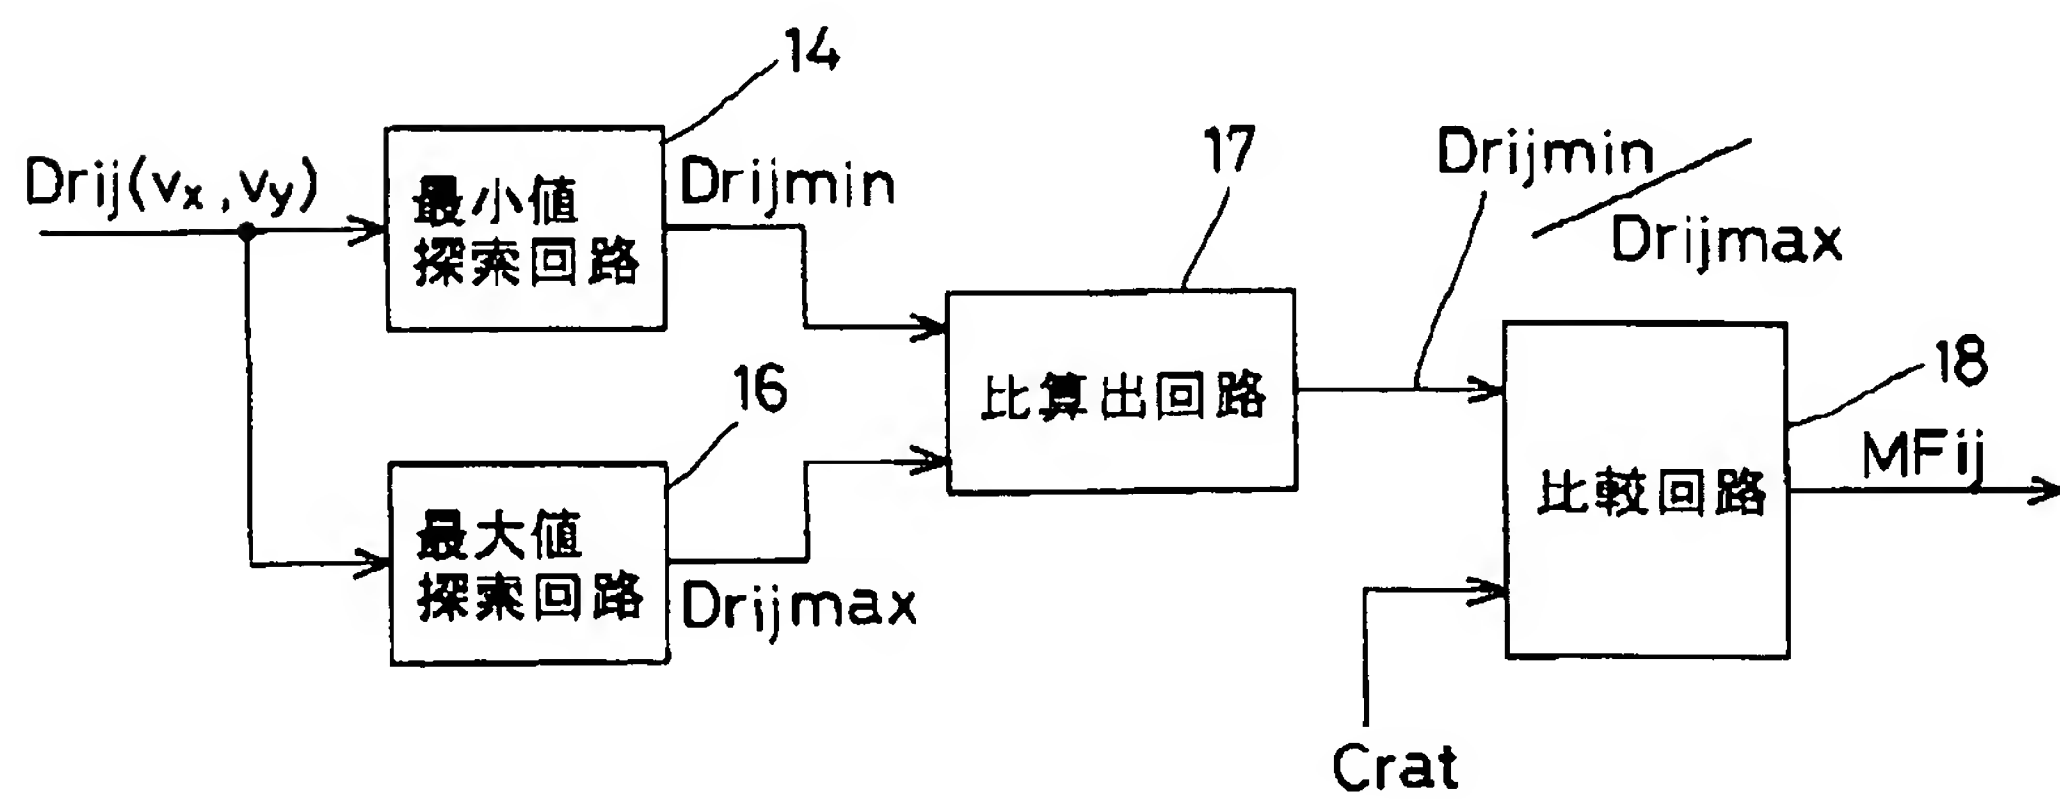 14
Drij(vx,vy)
最小値
探索回路
Drijmin
17
Drijmin
Drijmax
16
最大値
探索回路
Drijmax
比算出回路
18
比較回路
MFij
Crat